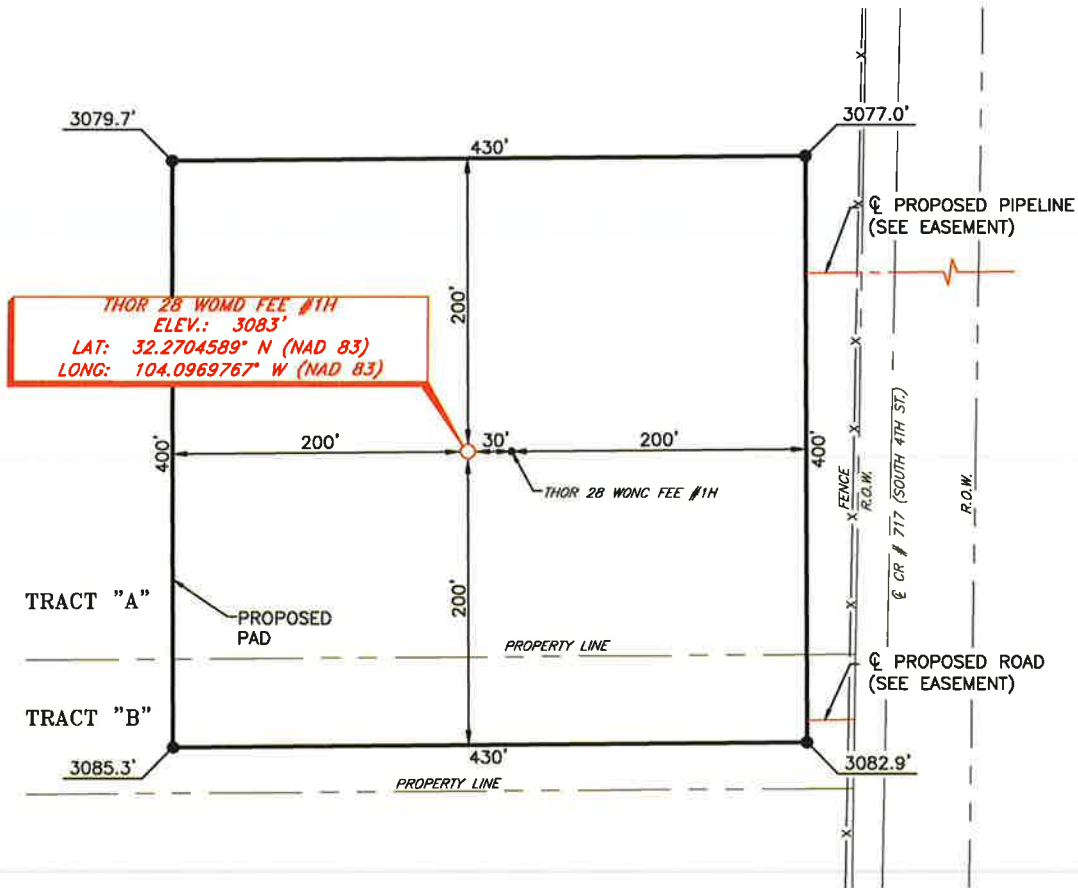 3079.7'
3077.0'
430'
℄ PROPOSED PIPELINE
(SEE EASEMENT)
THOR 28 WOMD FEE #1H
ELEV.: 3083'
LAT: 32.2704589° N (NAD 83)
LONG: 104.0969767° W (NAD 83)
200'
400'
200'
30'
200'
400'
THOR 28 WONC FEE #1H
FENCE
R.O.W.
℄ CR # 717 (SOUTH 4TH ST.)
R.O.W.
200'
TRACT "A"
PROPOSED
PAD
PROPERTY LINE
℄ PROPOSED ROAD
(SEE EASEMENT)
TRACT "B"
430'
3085.3'
3082.9'
PROPERTY LINE